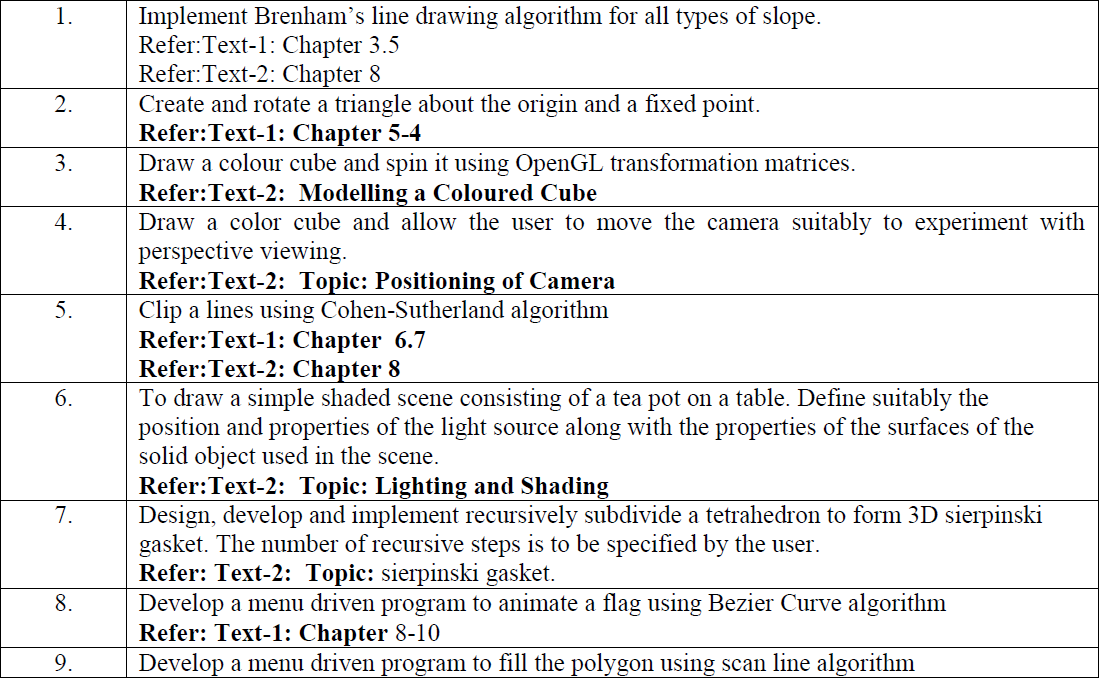 1. Implement Brenham's line drawing algorithm for all types of slope.
Refer:Text-1: Chapter 3.5
Refer:Text-2: Chapter 8
2. Create and rotate a triangle about the origin and a fixed point.
Refer:Text-1: Chapter 5-4
3. Draw a colour cube and spin it using OpenGL transformation matrices.
Refer:Text-2: Modelling a Coloured Cube
4. Draw a color cube and allow the user to move the camera suitably to experiment with
perspective viewing.
Refer:Text-2: Topic: Positioning of Camera
5. Clip a lines using Cohen-Sutherland algorithm
Refer:Text-1: Chapter 6.7
Refer:Text-2: Chapter 8
6. To draw a simple shaded scene consisting of a tea pot on a table. Define suitably the
position and properties of the light source along with the properties of the surfaces of the
solid object used in the scene.
Refer:Text-2: Topic: Lighting and Shading
7. Design, develop and implement recursively subdivide a tetrahedron to form 3D sierpinski
gasket. The number of recursive steps is to be specified by the user.
Refer: Text-2: Topic: sierpinski gasket.
8. Develop a menu driven program to animate a flag using Bezier Curve algorithm
Refer: Text-1: Chapter 8-10
9. Develop a menu driven program to fill the polygon using scan line algorithm